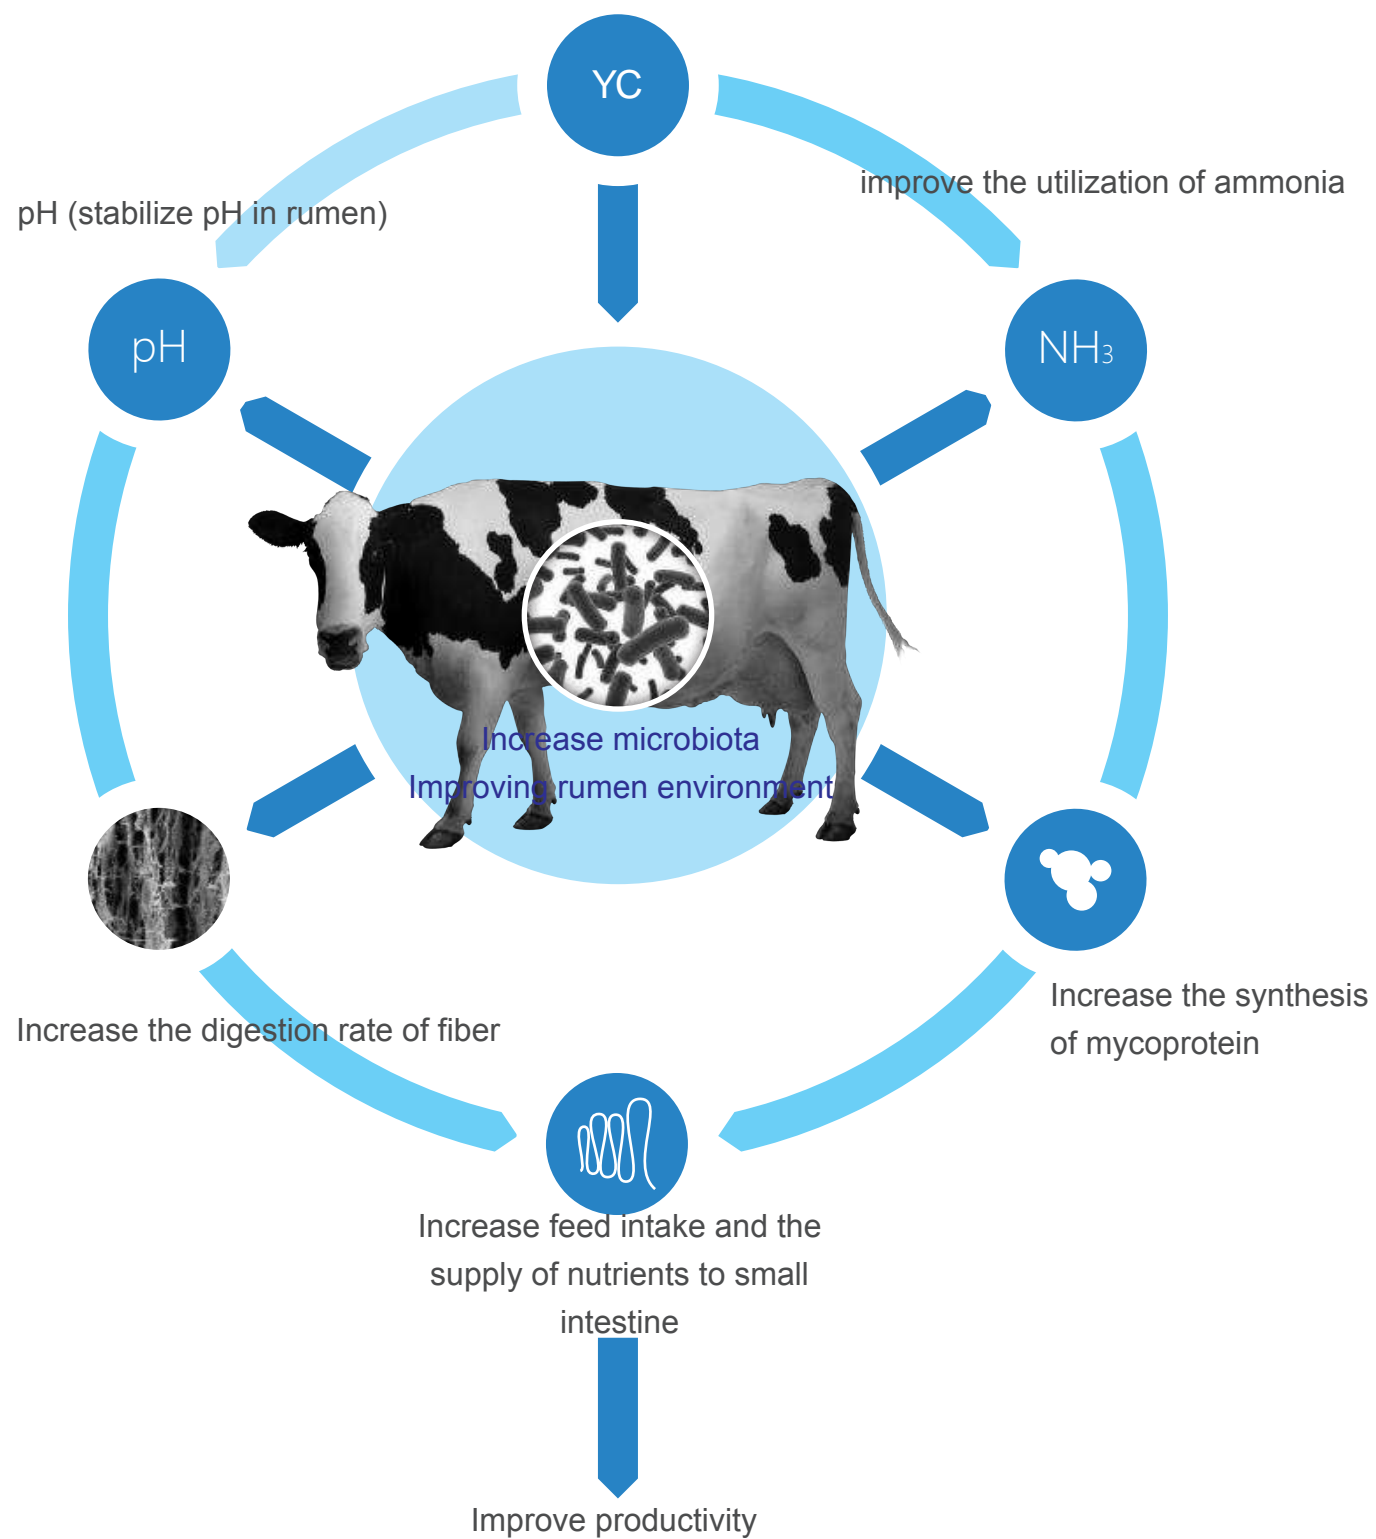 YC
improve the utilization of ammonia
pH (stabilize pH in rumen)
pH
NH₃
Increase microbiota
Improving rumen environment
Increase the synthesis
of mycoprotein
Increase the digestion rate of fiber
Increase feed intake and the
supply of nutrients to small
intestine
Improve productivity